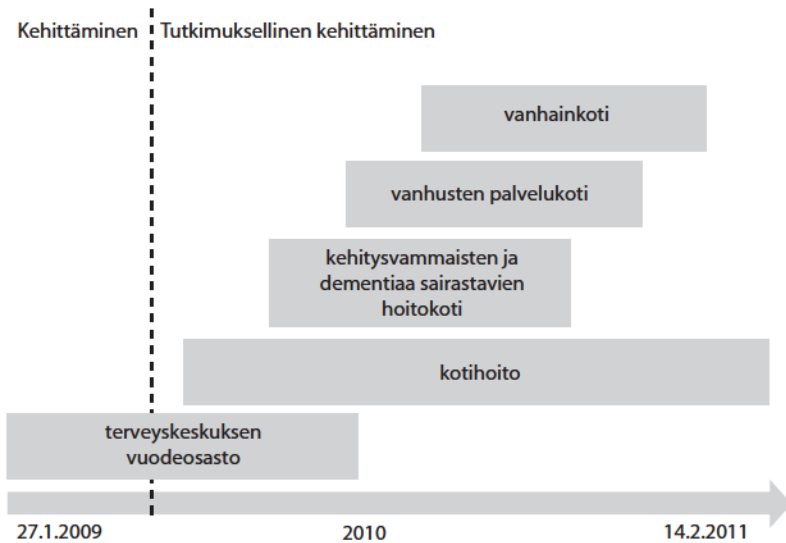 Kehittäminen
Tutkimuksellinen kehittäminen
vanhainkoti
vanhusten palvelukoti
kehitysvammaisten ja
dementiaa sairastavien
hoitokoti
kotihoito
terveyskeskuksen
vuodeosasto
27.1.2009
2010
14.2.2011